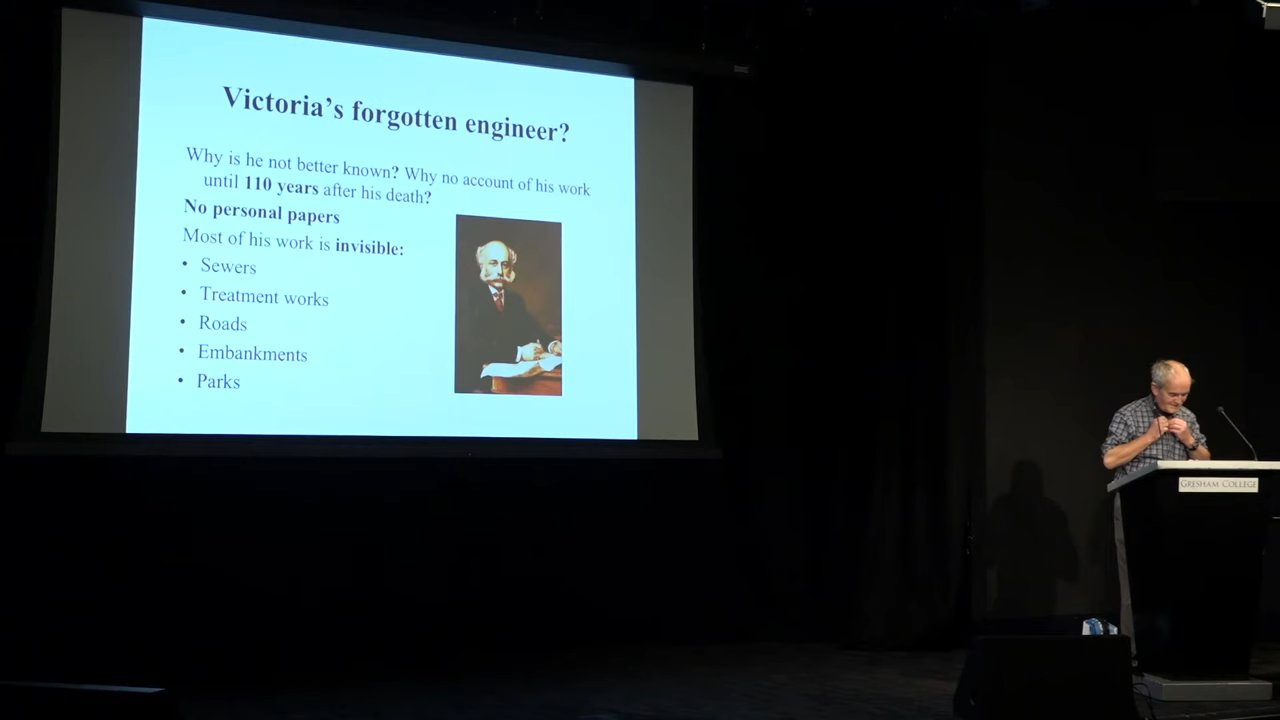 Victoria's forgotten engineer?
Why is he not better known? Why no account of his work
until 110 years after his death?
No personal papers
Most of his work is invisible:
• Sewers
• Treatment works
• Roads
• Embankments
• Parks
GRESHAM COLLEGE